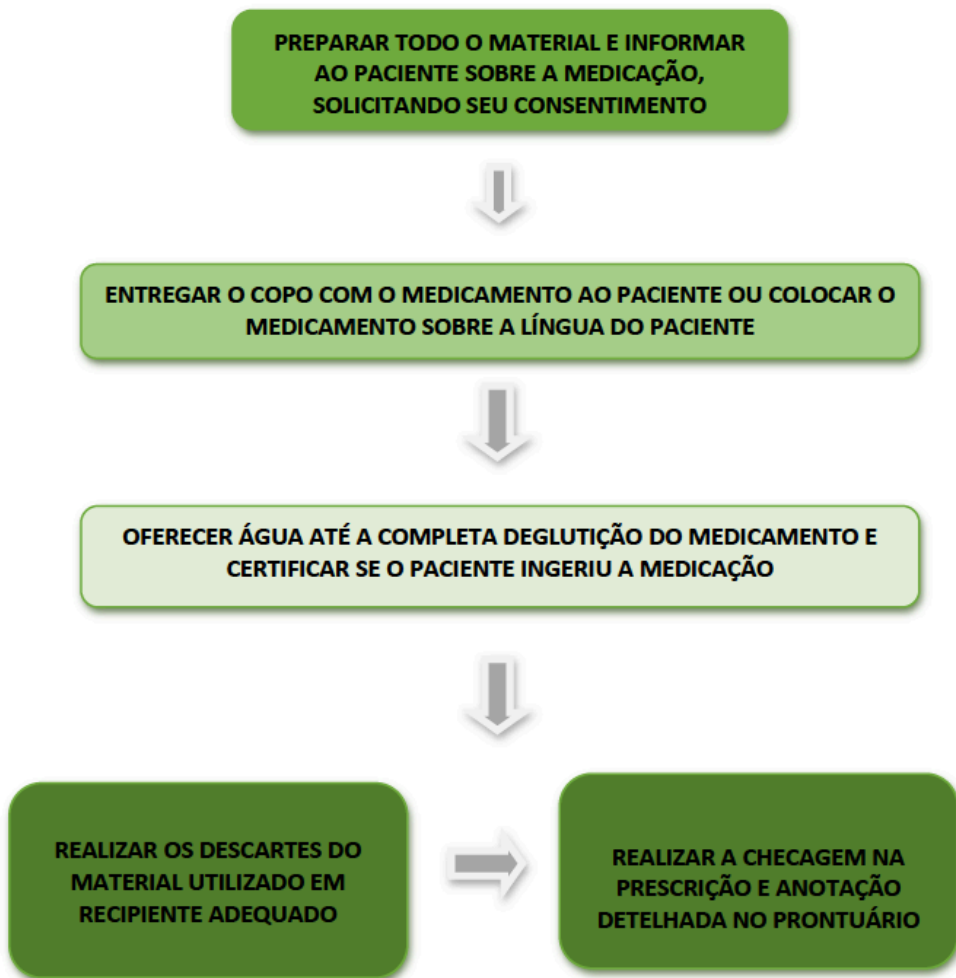 PREPARAR TODO O MATERIAL E INFORMAR
AO PACIENTE SOBRE A MEDICAÇÃO,
SOLICITANDO SEU CONSENTIMENTO
ENTREGAR O COPO COM O MEDICAMENTO AO PACIENTE OU COLOCAR O
MEDICAMENTO SOBRE A LÍNGUA DO PACIENTE
OFERECER ÁGUA ATÉ A COMPLETA DEGLUTIÇÃO DO MEDICAMENTO E
CERTIFICAR SE O PACIENTE INGERIU A MEDICAÇÃO
REALIZAR OS DESCARTES DO
MATERIAL UTILIZADO EM
RECIPIENTE ADEQUADO
REALIZAR A CHECAGEM NA
PRESCRIÇÃO E ANOTAÇÃO
DETELHADA NO PRONTUÁRIO